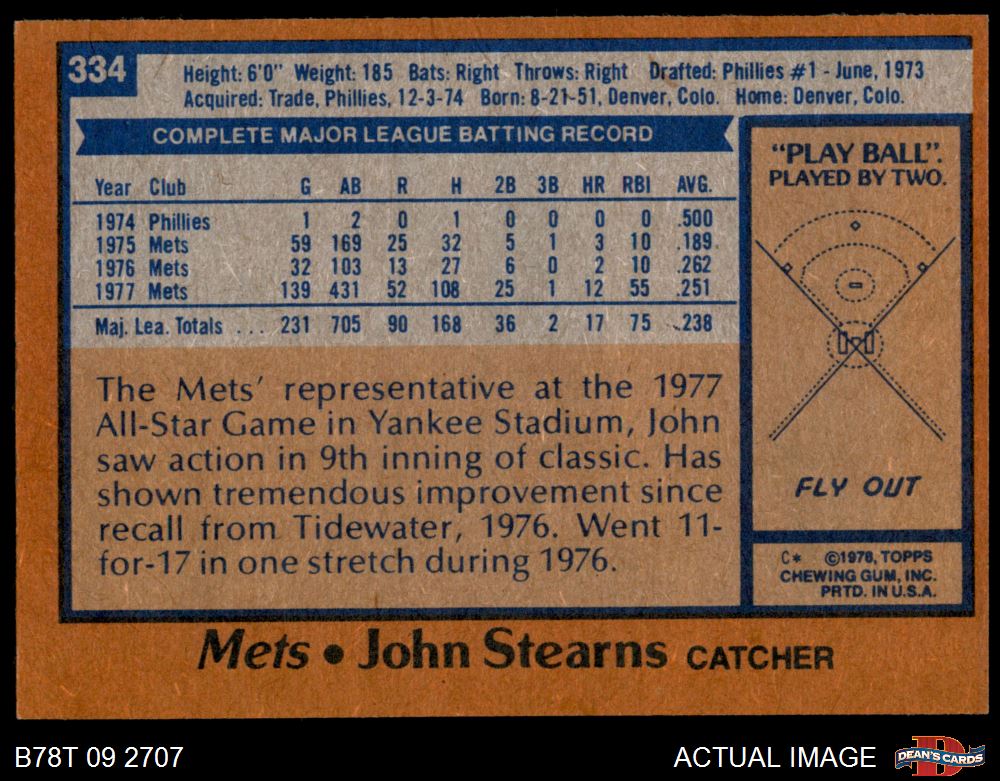 334
Height: 6'0" Weight: 185 Bats: Right Throws: Right Drafted: Phillies #1 - June, 1973
Acquired: Trade, Phillies, 12-3-74 Born: 8-21-51, Denver, Colo. Home: Denver, Colo.
COMPLETE MAJOR LEAGUE BATTING RECORD
Year Club G AB R H 2B 3B HR RBI AVG.
1974 Phillies 1 2 0 1 0 0 0 0 .500
1975 Mets 59 169 25 32 5 1 3 10 .189
1976 Mets 32 103 13 27 6 0 2 10 .262
1977 Mets 139 431 52 108 25 1 12 55 .251
Maj. Lea. Totals ... 231 705 90 168 36 2 17 75 .238
The Mets' representative at the 1977
All-Star Game in Yankee Stadium, John
saw action in 9th inning of classic. Has
shown tremendous improvement since
recall from Tidewater, 1976. Went 11-
for-17 in one stretch during 1976.
"PLAY BALL".
PLAYED BY TWO.
FLY OUT
C* ©1978, TOPPS
CHEWING GUM, INC.
PRTD. IN U.S.A.
Mets • John Stearns CATCHER
B78T 09 2707
ACTUAL IMAGE
D
DEAN'S CARDS